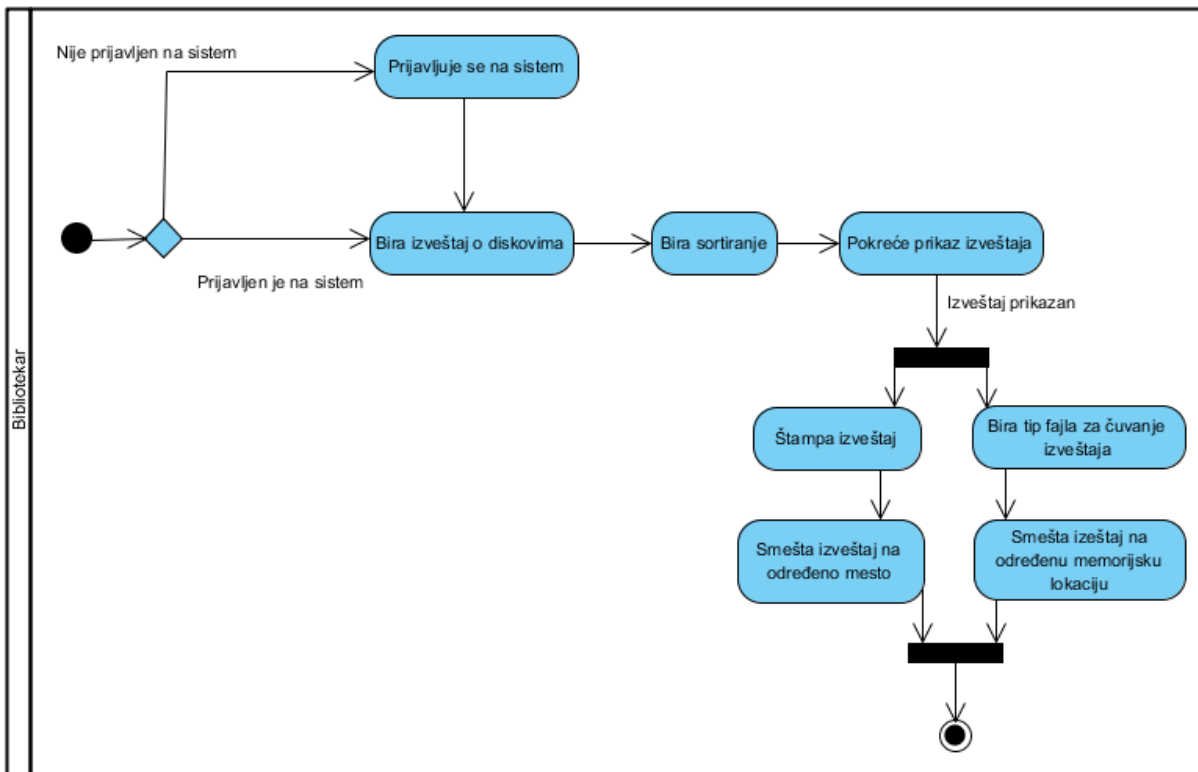 Nije prijavljen na sistem
Prijavljuje se na sistem
Bira izveštaj o diskovima
Bira sortiranje
Pokreće prikaz izveštaja
Prijavljen je na sistem
Izveštaj prikazan
Bibliotekar
Štampa izveštaj
Bira tip fajla za čuvanje
izveštaja
Smešta izveštaj na
određeno mesto
Smešta izeštaj na
određenu memorijsku
lokaciju